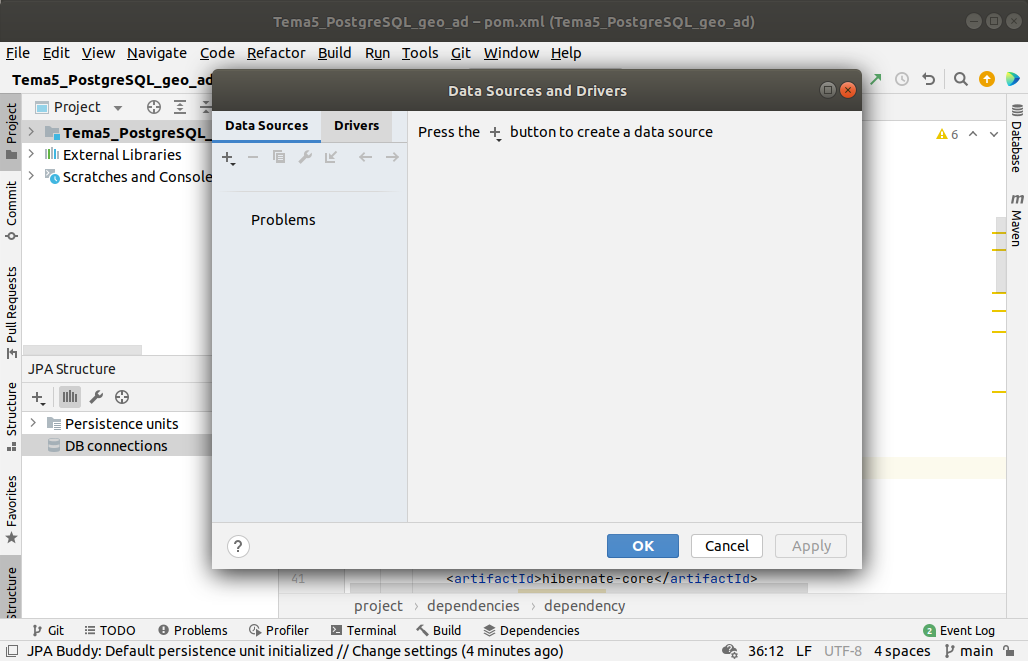 Tema5_PostgreSQL_geo_ad – pom.xml (Tema5_PostgreSQL_geo_ad)
File Edit View Navigate Code Refactor Build Run Tools Git Window Help
Tema5_PostgreSQL_geo_ad
Data Sources and Drivers
Project
Project
Data Sources Drivers
Press the + button to create a data source
Tema5_PostgreSQL_
6
External Libraries
Scratches and Console
Problems
Commit
Pull Requests
Structure
Favorites
Structure
Database
Maven
JPA Structure
Persistence units
DB connections
? OK Cancel Apply
41 <artifactId>hibernate-core</artifactId>
project › dependencies › dependency
Git TODO Problems Profiler Terminal Build Dependencies 2 Event Log
JPA Buddy: Default persistence unit initialized // Change settings (4 minutes ago) 36:12 LF UTF-8 4 spaces main